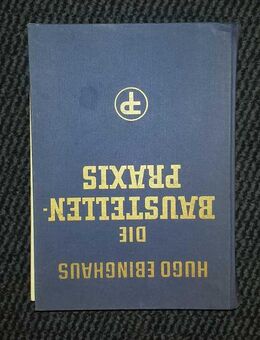 HUGO EBINGHAUS
DIE
BAUSTELLEN-
PRAXIS